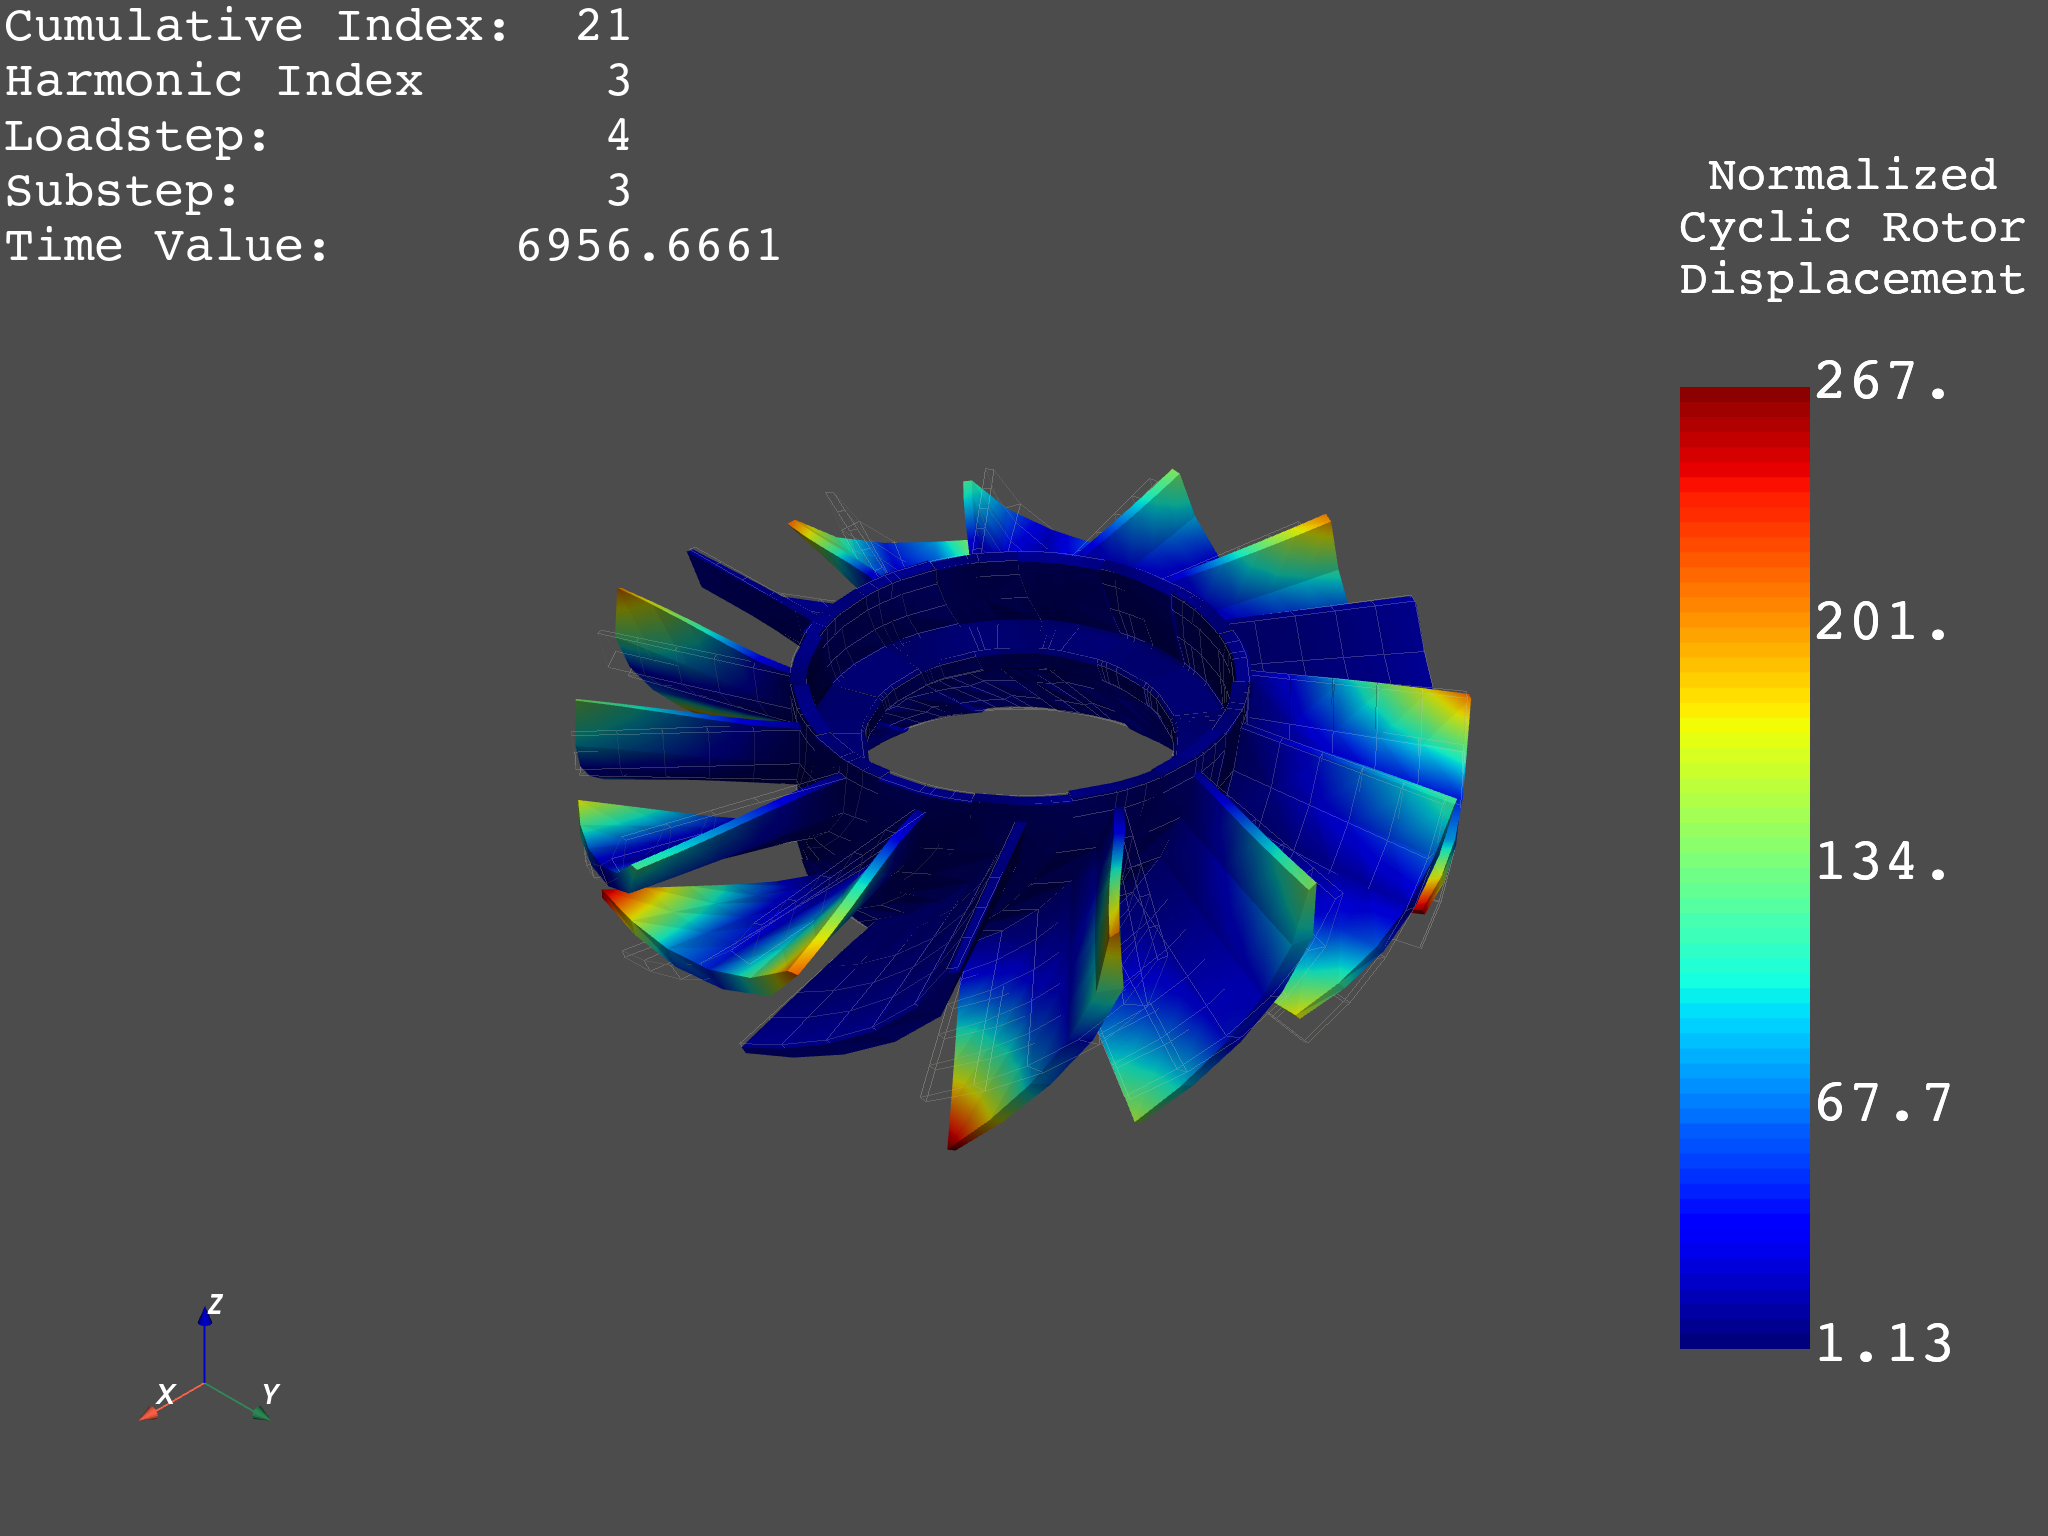 Cumulative Index: 21
Harmonic Index 3
Loadstep: 4
Substep: 3
Time Value: 6956.6661
Normalized
Cyclic Rotor
Displacement
267.
201.
134.
67.7
1.13
Z
X
Y